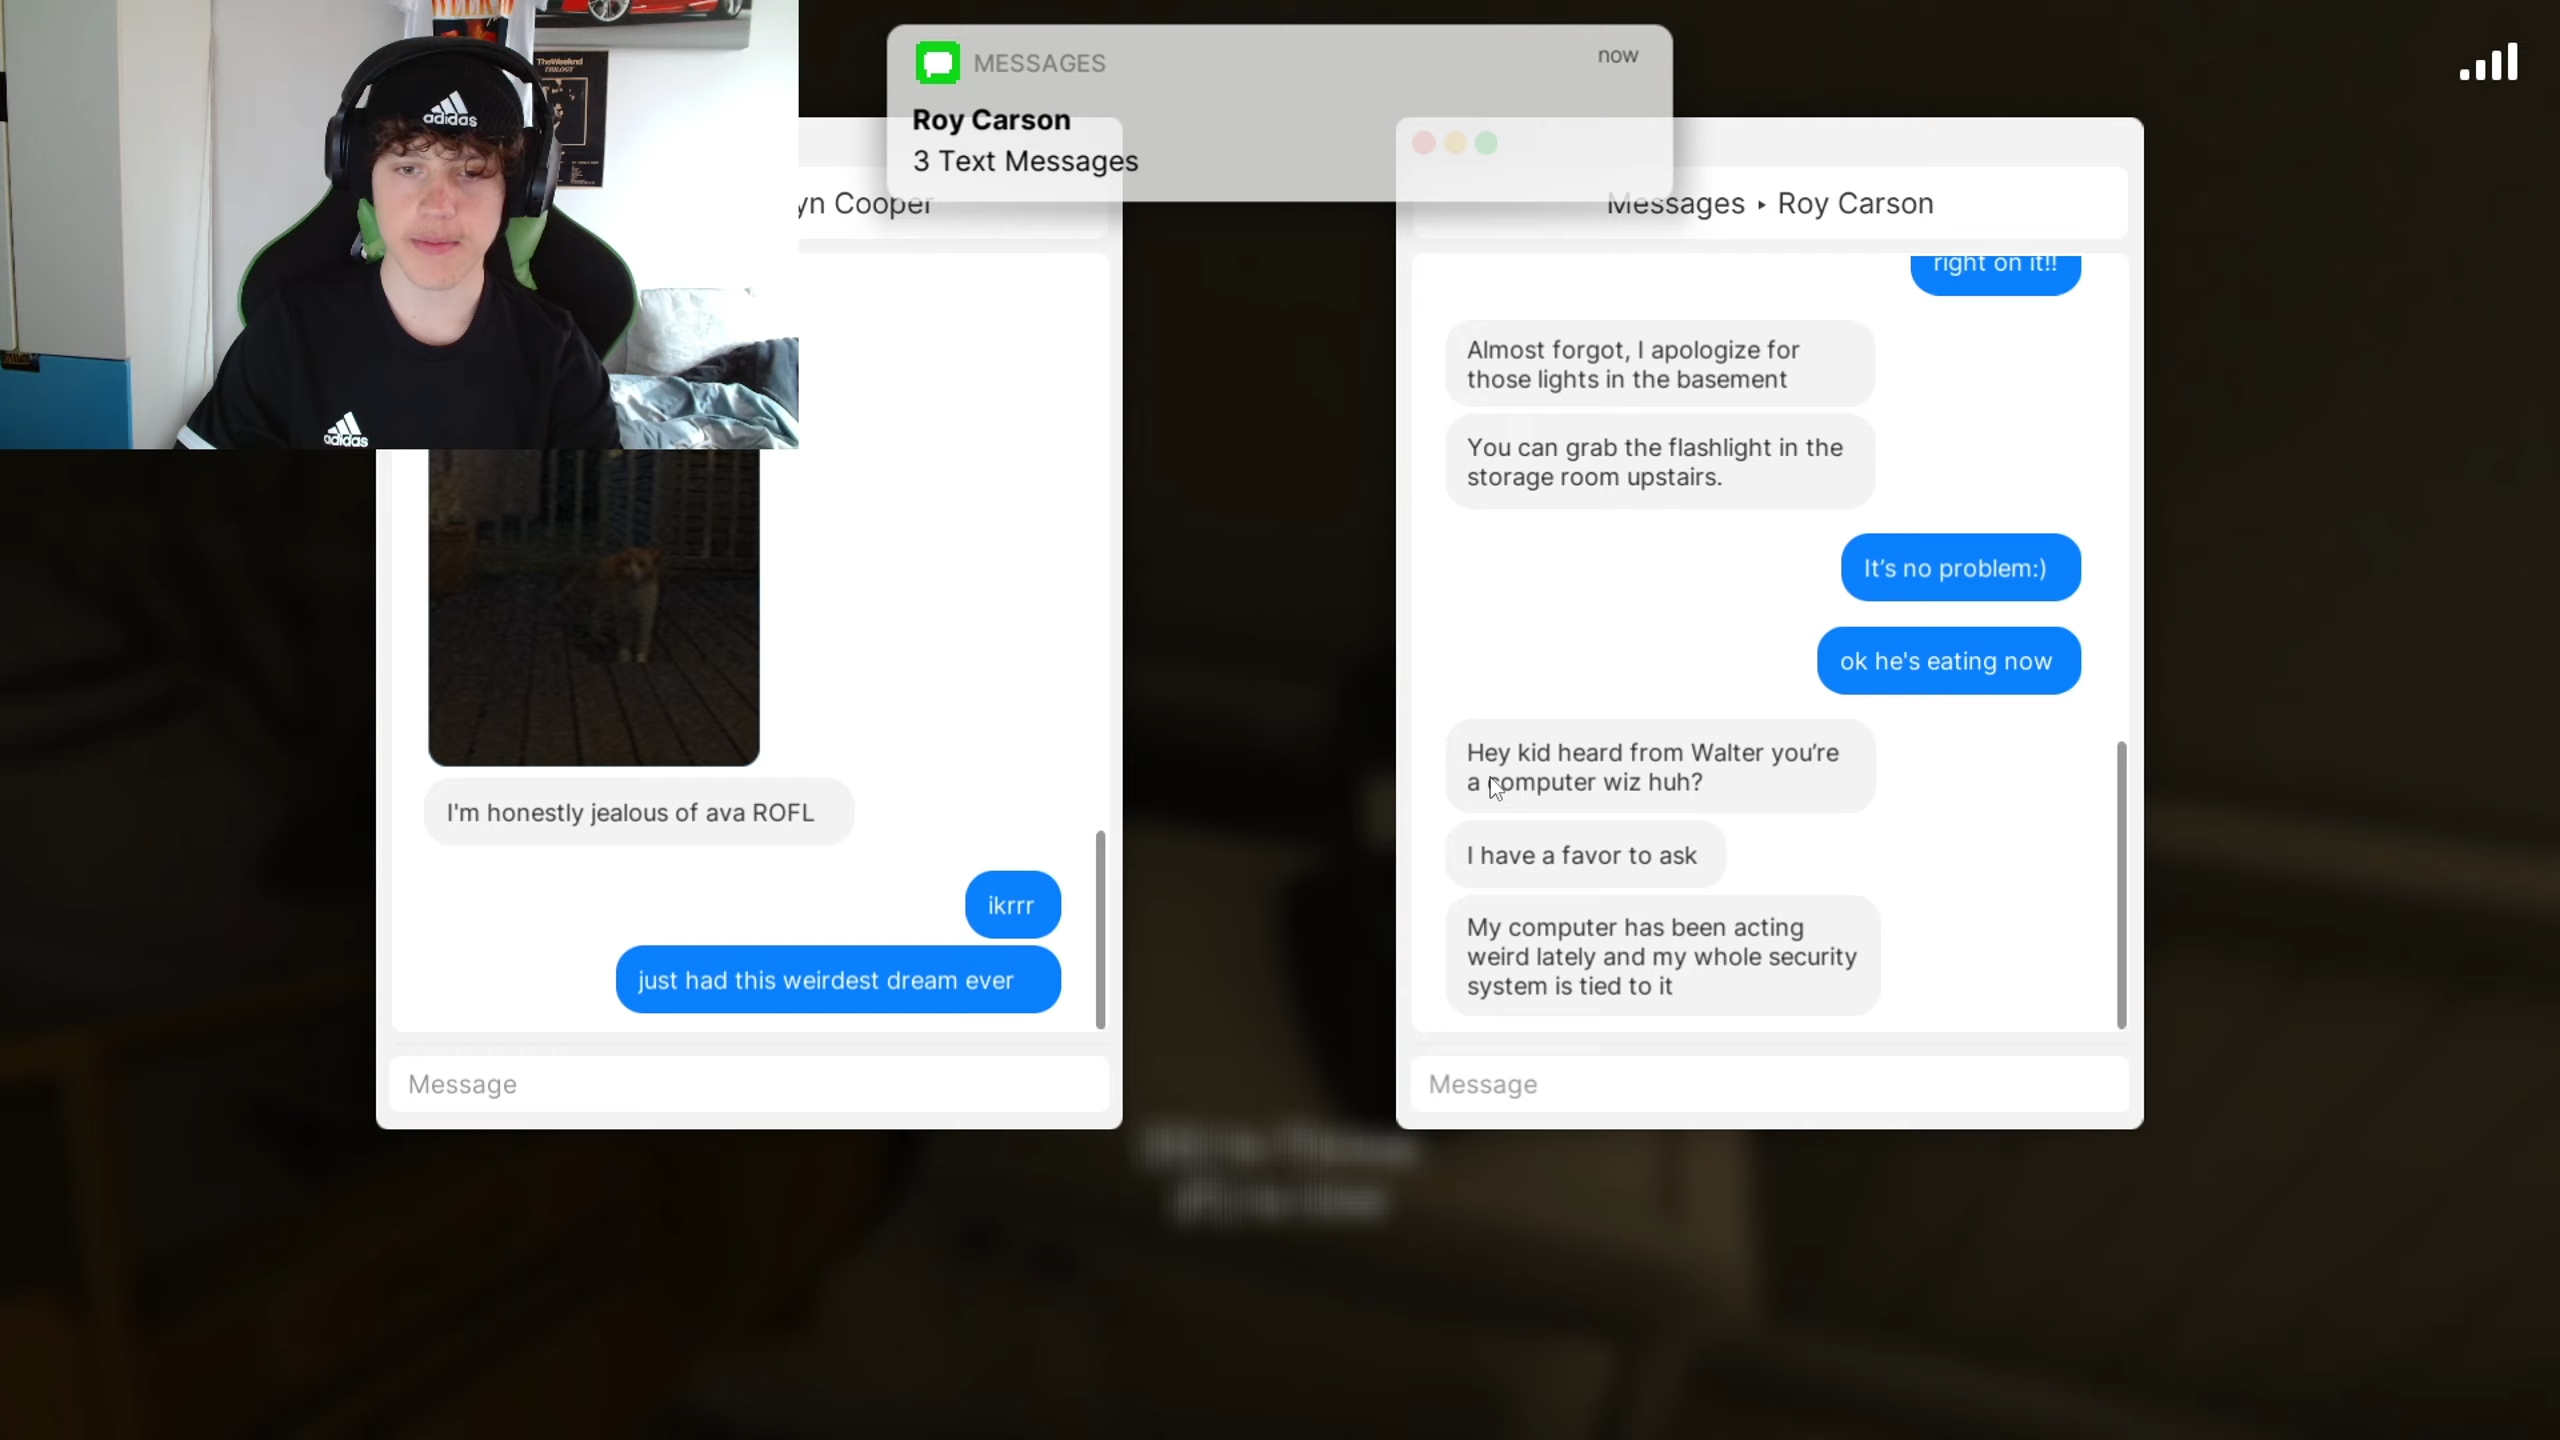 TheWeeknd
TRILOGY
adidas
adidas
MESSAGES
now
Roy Carson
3 Text Messages
yn Cooper
I'm honestly jealous of ava ROFL
ikrrr
just had this weirdest dream ever
Message
Messages ▸ Roy Carson
right on it!!
Almost forgot, I apologize for
those lights in the basement
You can grab the flashlight in the
storage room upstairs.
It's no problem:)
ok he's eating now
Hey kid heard from Walter you're
a computer wiz huh?
I have a favor to ask
My computer has been acting
weird lately and my whole security
system is tied to it
Message